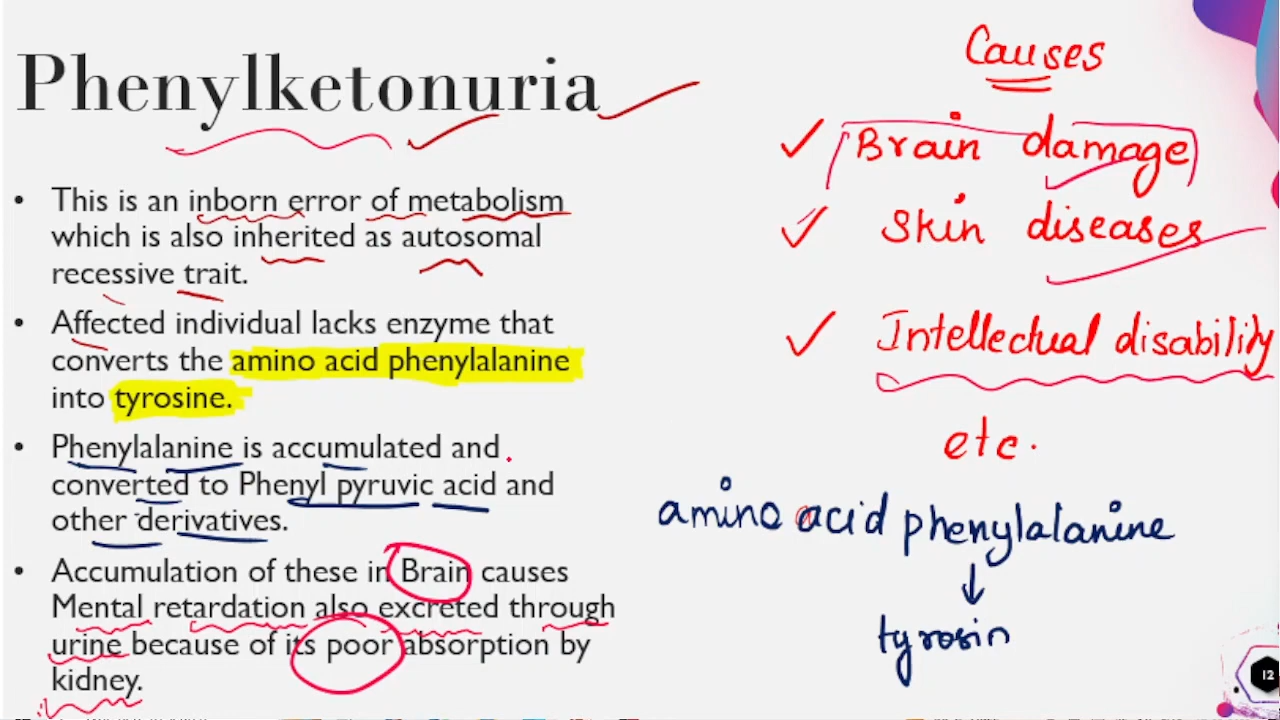 Phenylketonuria
• This is an inborn error of metabolism
which is also inherited as autosomal
recessive trait.
• Affected individual lacks enzyme that
converts the amino acid phenylalanine
into tyrosine.
• Phenylalanine is accumulated and
converted to Phenyl pyruvic acid and
other derivatives.
• Accumulation of these in Brain causes
Mental retardation also excreted through
urine because of its poor absorption by
kidney.
Causes
Brain damage
Skin diseases
Intellectual disability
etc.
amino acid phenylalanine
↓
tyrosin
12